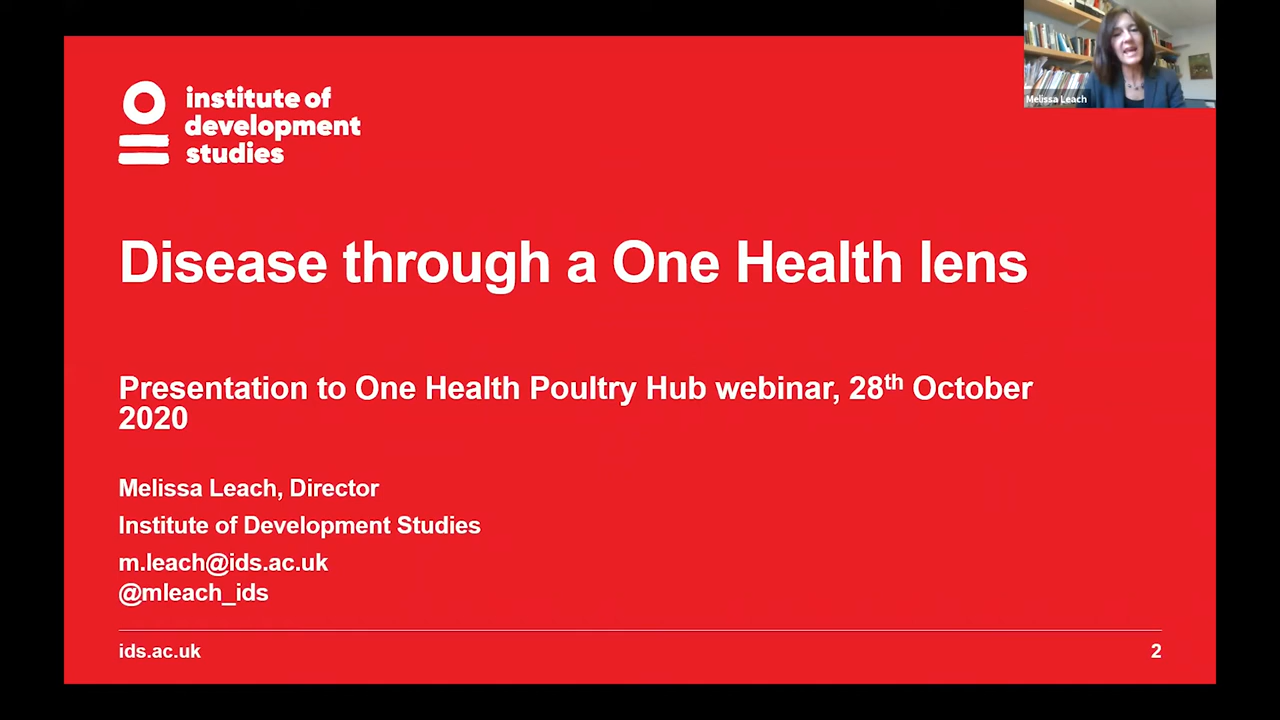 Melissa Leach
institute of
development
studies
Disease through a One Health lens
Presentation to One Health Poultry Hub webinar, 28th October
2020
Melissa Leach, Director
Institute of Development Studies
m.leach@ids.ac.uk
@mleach_ids
ids.ac.uk
2